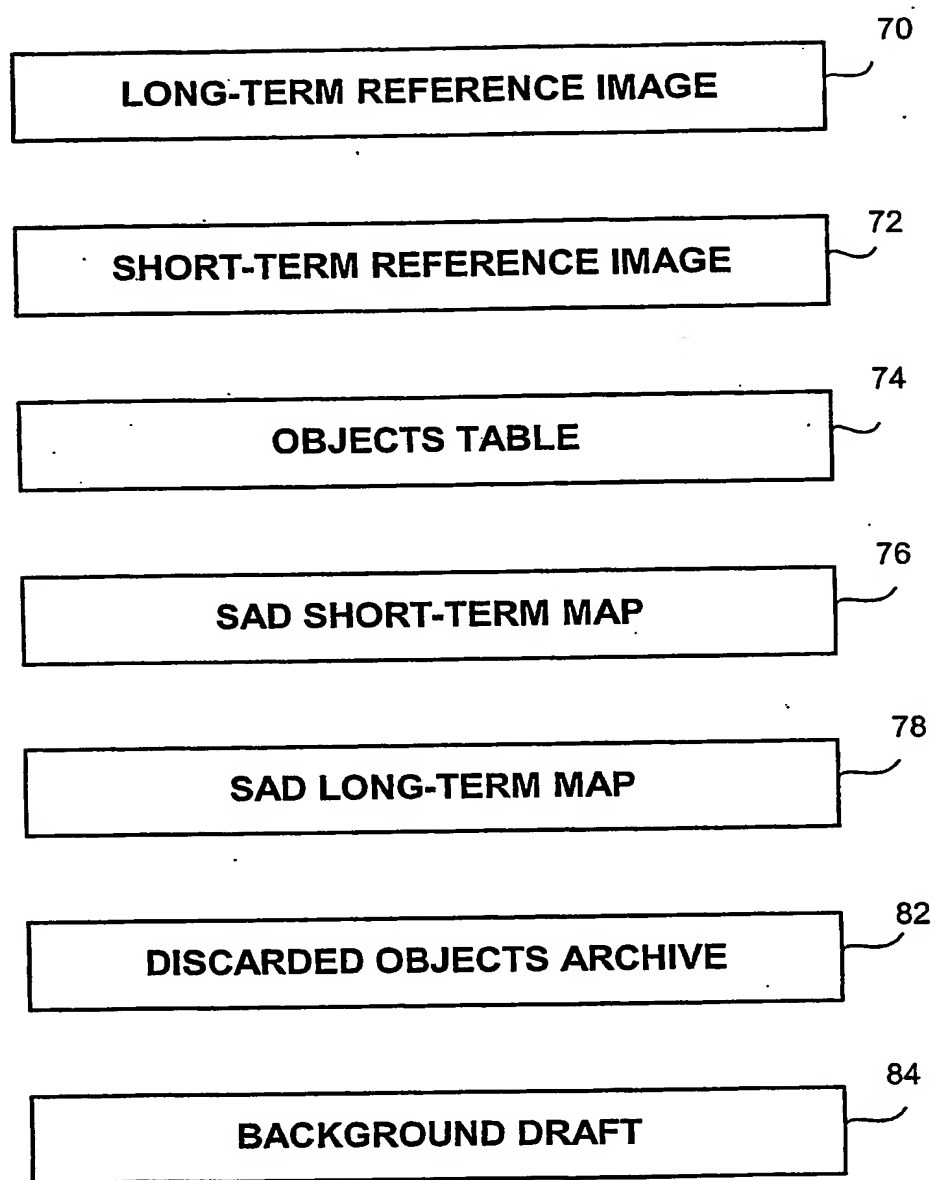 70
LONG-TERM REFERENCE IMAGE
72
SHORT-TERM REFERENCE IMAGE
74
OBJECTS TABLE
76
SAD SHORT-TERM MAP
78
SAD LONG-TERM MAP
82
DISCARDED OBJECTS ARCHIVE
84
BACKGROUND DRAFT